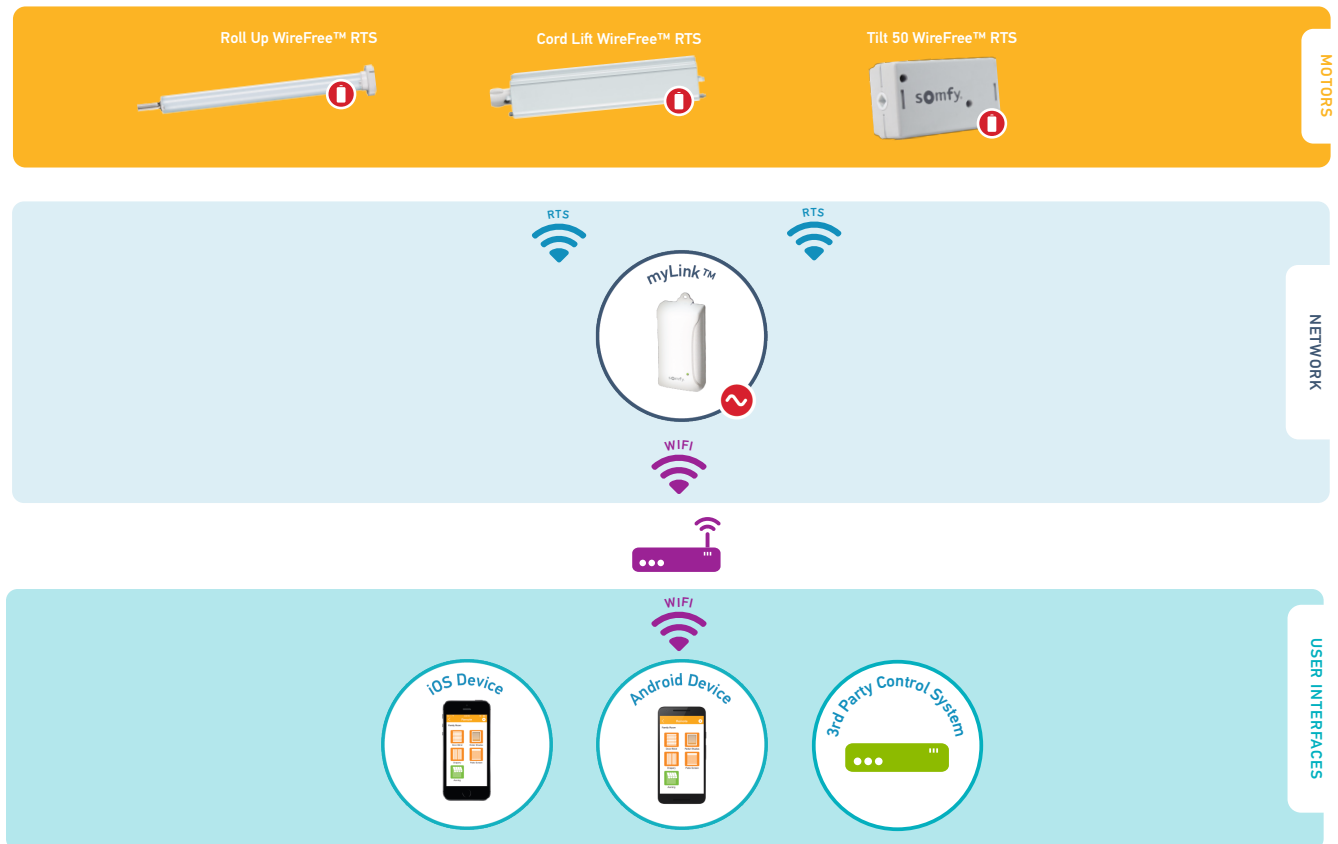 Roll Up WireFree™ RTS
Cord Lift WireFree™ RTS
Tilt 50 WireFree™ RTS
somfy.
MOTORS
RTS
RTS
myLink™
somfy
NETWORK
WIFI
WIFI
iOS Device
Android Device
3rd Party Control System
USER INTERFACES